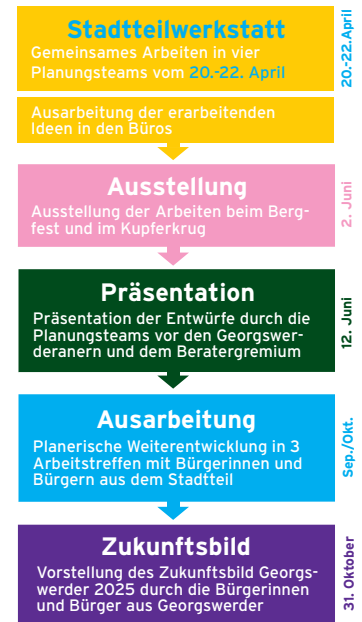 Stadtteilwerkstatt
Gemeinsames Arbeiten in vier
Planungsteams vom 20.-22. April
20.-22.April
Ausarbeitung der erarbeitenden
Ideen in den Büros
Ausstellung
Ausstellung der Arbeiten beim Berg-
fest und im Kupferkrug
2. Juni
Präsentation
Präsentation der Entwürfe durch die
Planungsteams vor den Georgswer-
deranern und dem Beratergremium
12. Juni
Ausarbeitung
Planerische Weiterentwicklung in 3
Arbeitstreffen mit Bürgerinnen und
Bürgern aus dem Stadtteil
Sep./Okt.
Zukunftsbild
Vorstellung des Zukunftsbild Georgs-
werder 2025 durch die Bürgerinnen
und Bürger aus Georgswerder
31. Oktober